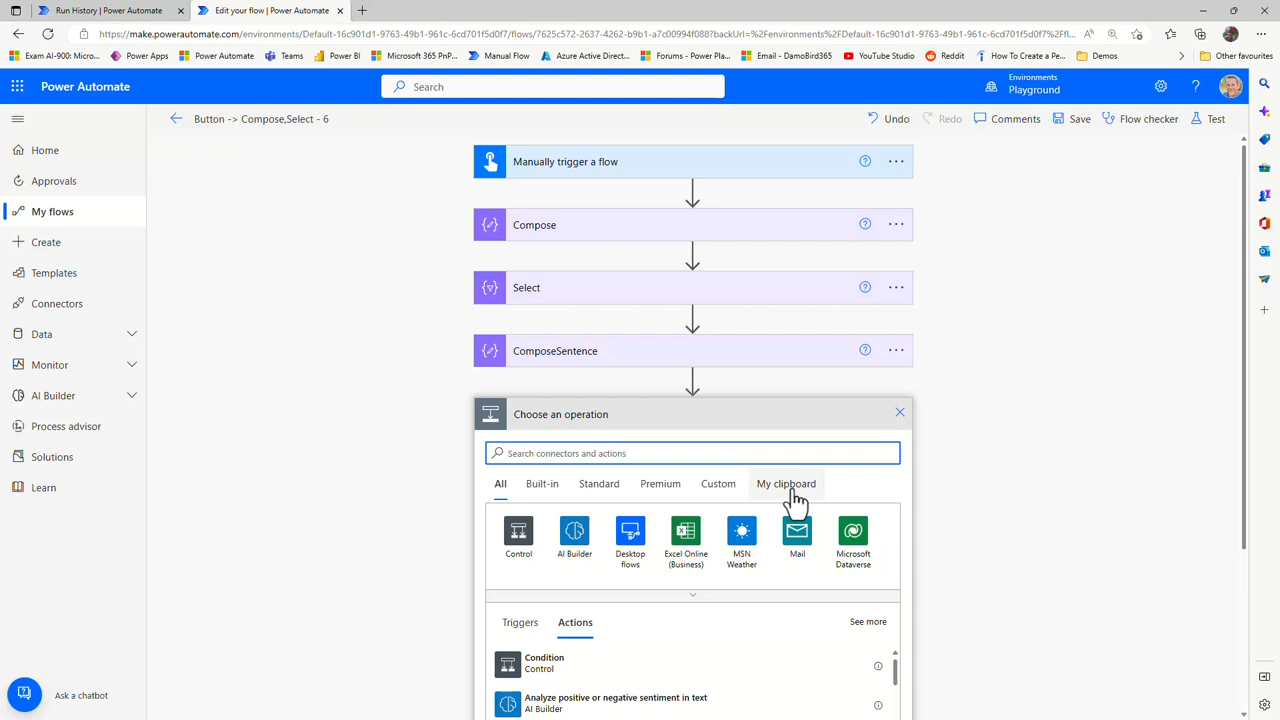 Run History | Power Automate
Edit your flow | Power Automate
https://make.powerautomate.com/environments/Default-16c901d1-9763-49b1-961c-6cd701f5d0f7/flows/7625c572-2637-4262-b9b1-a7c00994f088?backUrl=%2Fenvironments%2FDefault-16c901d1-9763-49b1-961c-6cd701f5d0f7%2Ffl...
Exam AI-900: Micro...
Power Apps
Power Automate
Teams
Power BI
Microsoft 365 PnP...
Manual Flow
Azure Active Direct...
Forums - Power Pla...
Email - DamoBird365
YouTube Studio
Reddit
How To Create a Pe...
Demos
Other favourites
Power Automate
Search
Environments
Playground
Button -> Compose,Select - 6
Undo
Redo
Comments
Save
Flow checker
Test
Home
Approvals
My flows
Create
Templates
Connectors
Data
Monitor
AI Builder
Process advisor
Solutions
Learn
Ask a chatbot
Manually trigger a flow
Compose
Select
ComposeSentence
Choose an operation
Search connectors and actions
All
Built-in
Standard
Premium
Custom
My clipboard
Control
AI Builder
Desktop
flows
Excel Online
(Business)
MSN
Weather
Mail
Microsoft
Dataverse
Triggers
Actions
See more
Condition
Control
Analyze positive or negative sentiment in text
AI Builder